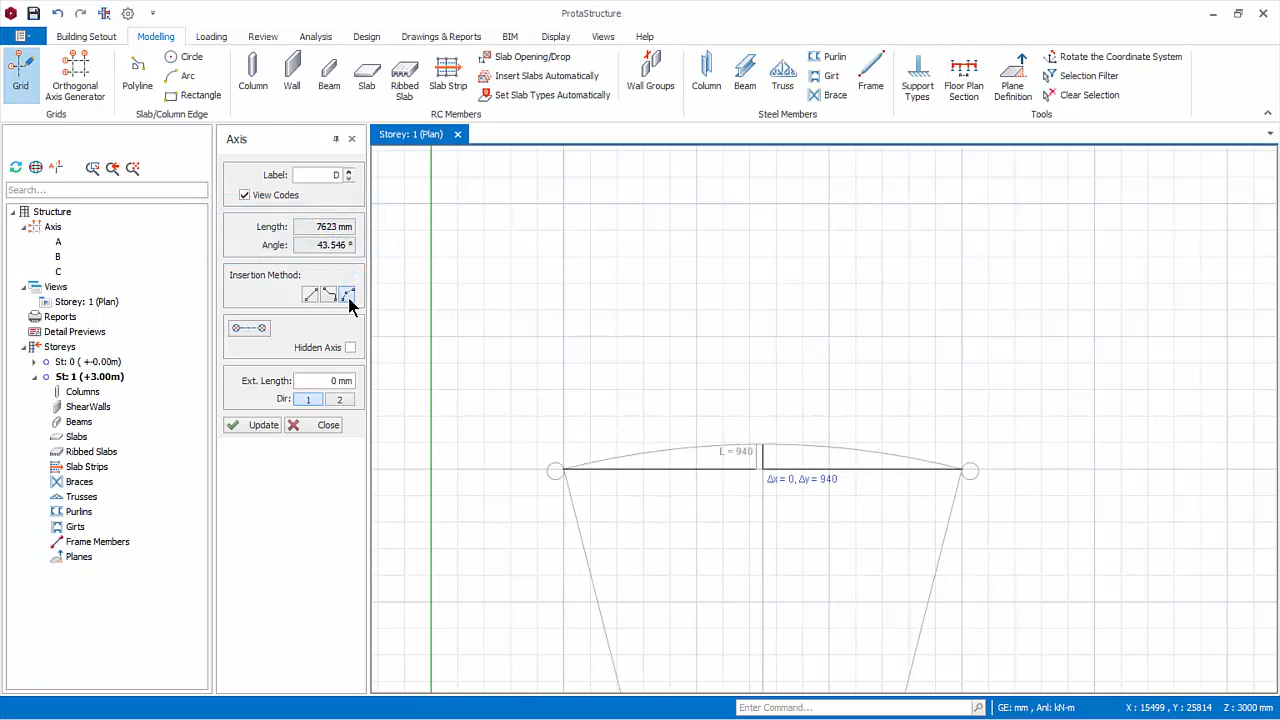 ProtaStructure
Building Setout Modelling Loading Review Analysis Design Drawings & Reports BIM Display Views Help
Grid
Orthogonal
Axis Generator
Grids
Polyline
Circle
Arc
Rectangle
Slab/Column Edge
Column
Wall
Beam
Slab
Ribbed
Slab
Slab Strip
Slab Opening/Drop
Insert Slabs Automatically
Set Slab Types Automatically
RC Members
Wall Groups
Column
Beam
Truss
Purlin
Girt
Brace
Frame
Steel Members
Support
Types
Floor Plan
Section
Plane
Definition
Rotate the Coordinate System
Selection Filter
Clear Selection
Tools
Search...
Structure
Axis
A
B
C
Views
Storey: 1 (Plan)
Reports
Detail Previews
Storeys
St: 0 ( +-0.00m)
St: 1 (+3.00m)
Columns
ShearWalls
Beams
Slabs
Ribbed Slabs
Slab Strips
Braces
Trusses
Purlins
Girts
Frame Members
Planes
Axis
Label: D
View Codes
Length: 7623 mm
Angle: 43.546 °
Insertion Method:
Hidden Axis
Ext. Length: 0 mm
Dir: 1 2
Update Close
Storey: 1 (Plan)
L = 940
Δx = 0, Δy = 940
Enter Command...
GE: mm , Anl: kN-m
X : 15499 , Y : 25814
Z : 3000 mm